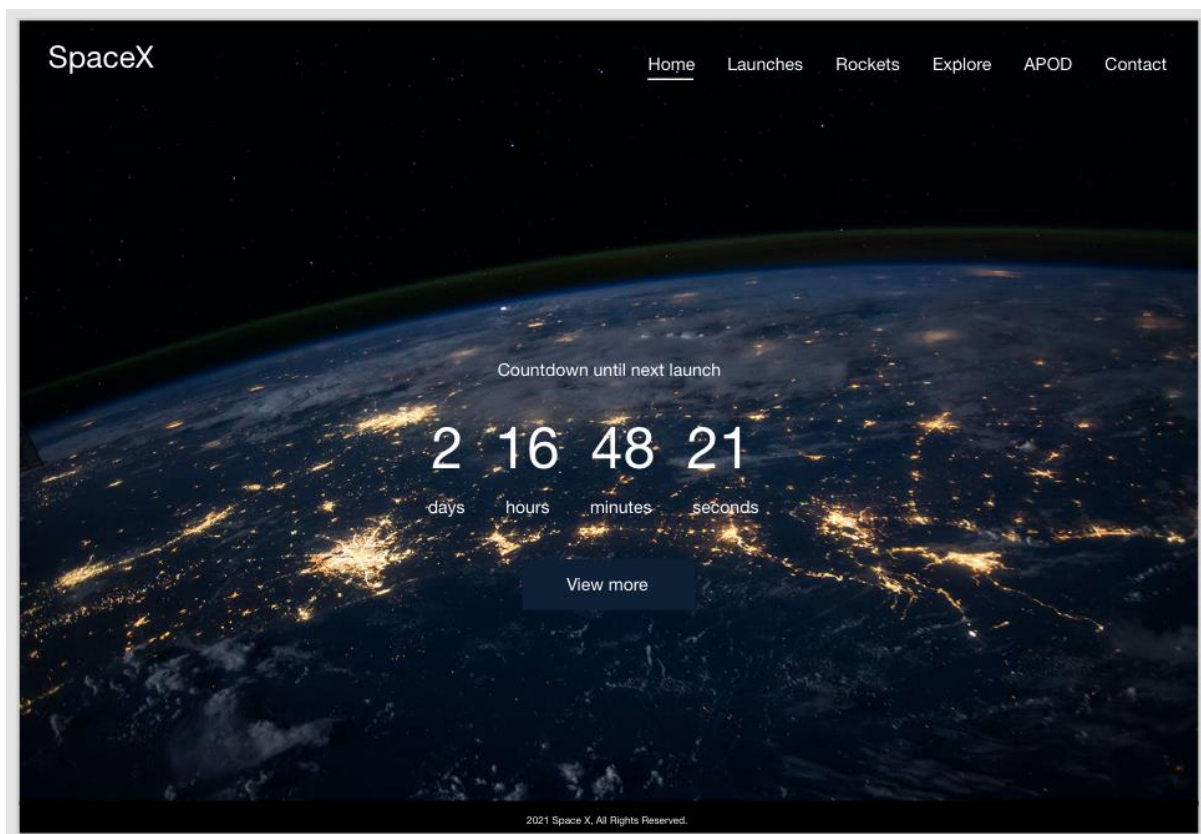 SpaceX
Home Launches Rockets Explore APOD Contact
Countdown until next launch
2 16 48 21
days hours minutes seconds
View more
2021 Space X, All Rights Reserved.